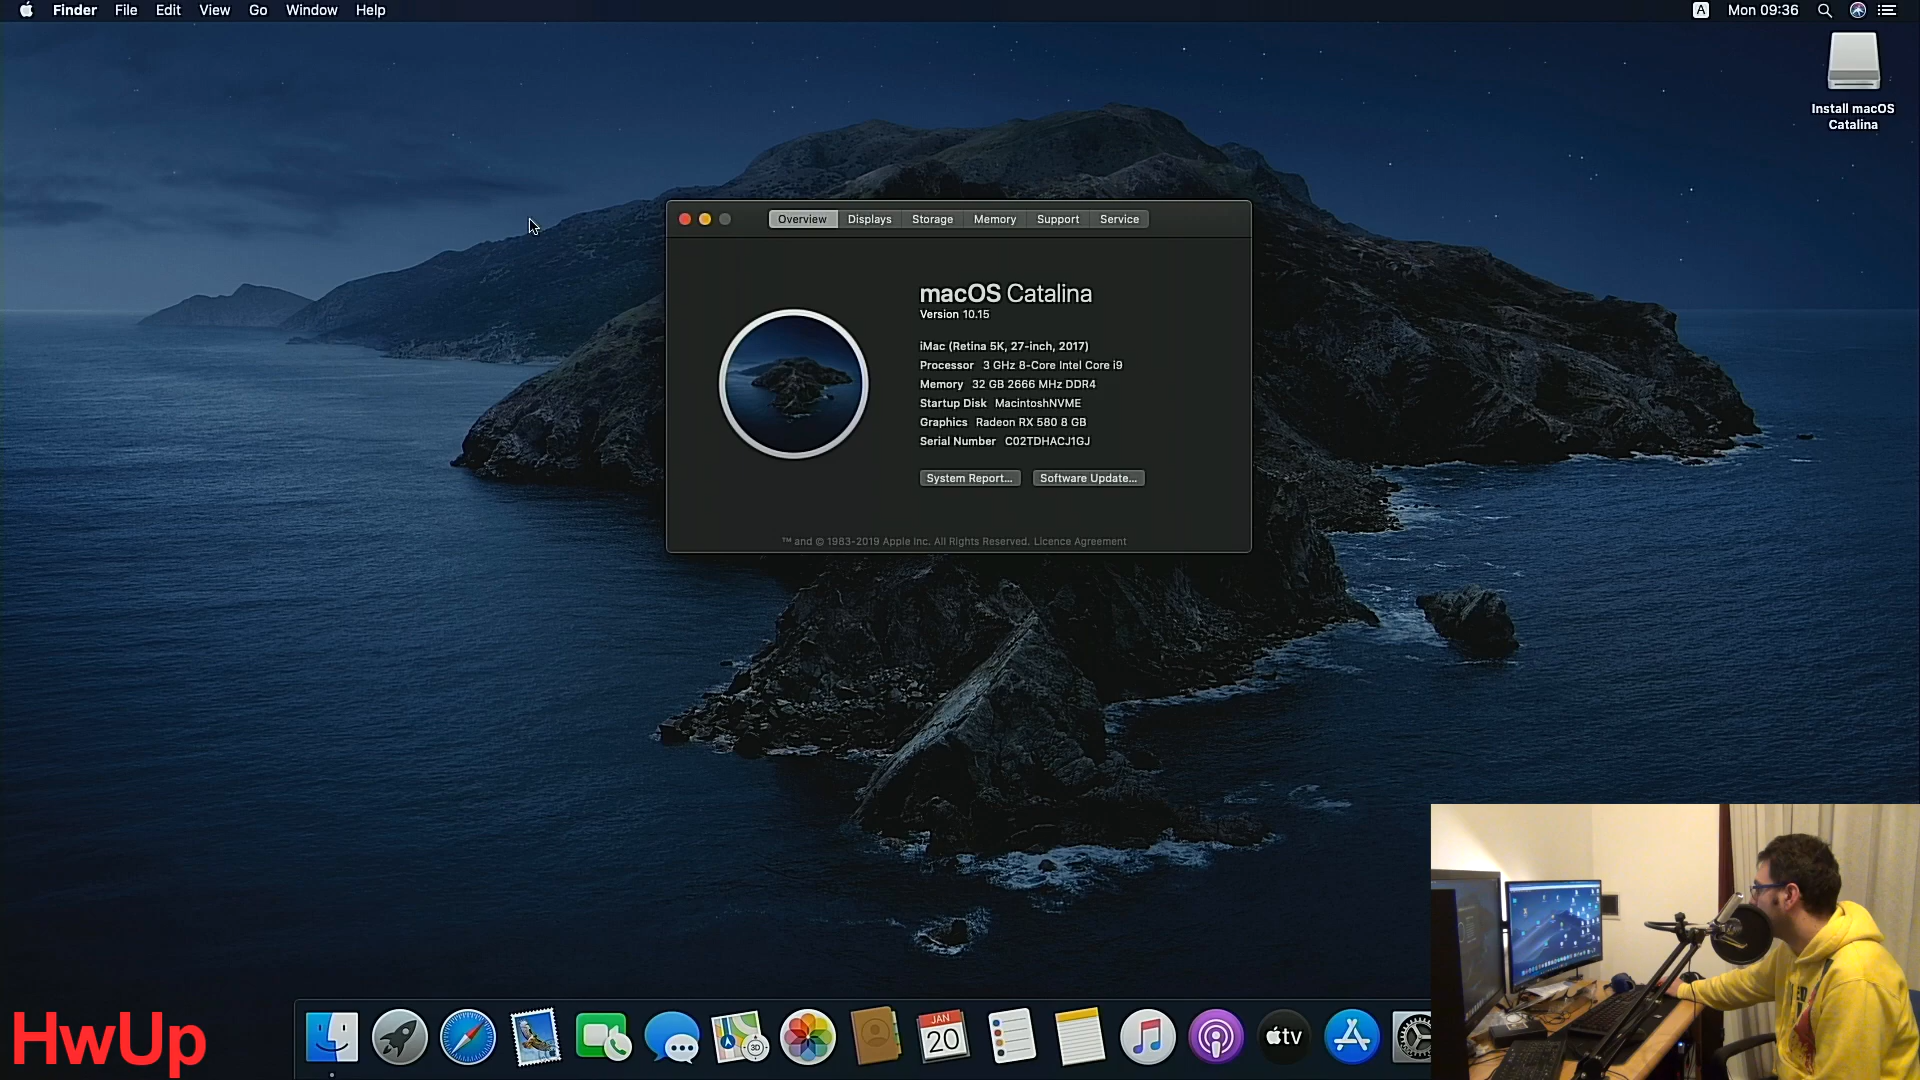 Finder File Edit View Go Window Help
A Mon 09:36
Install macOS
Catalina
Overview Displays Storage Memory Support Service
macOS Catalina
Version 10.15
iMac (Retina 5K, 27-inch, 2017)
Processor 3 GHz 8-Core Intel Core i9
Memory 32 GB 2666 MHz DDR4
Startup Disk MacintoshNVME
Graphics Radeon RX 580 8 GB
Serial Number C02TDHACJ1GJ
System Report... Software Update...
™ and © 1983-2019 Apple Inc. All Rights Reserved. Licence Agreement
HwUp
3D
JAN
20
tv